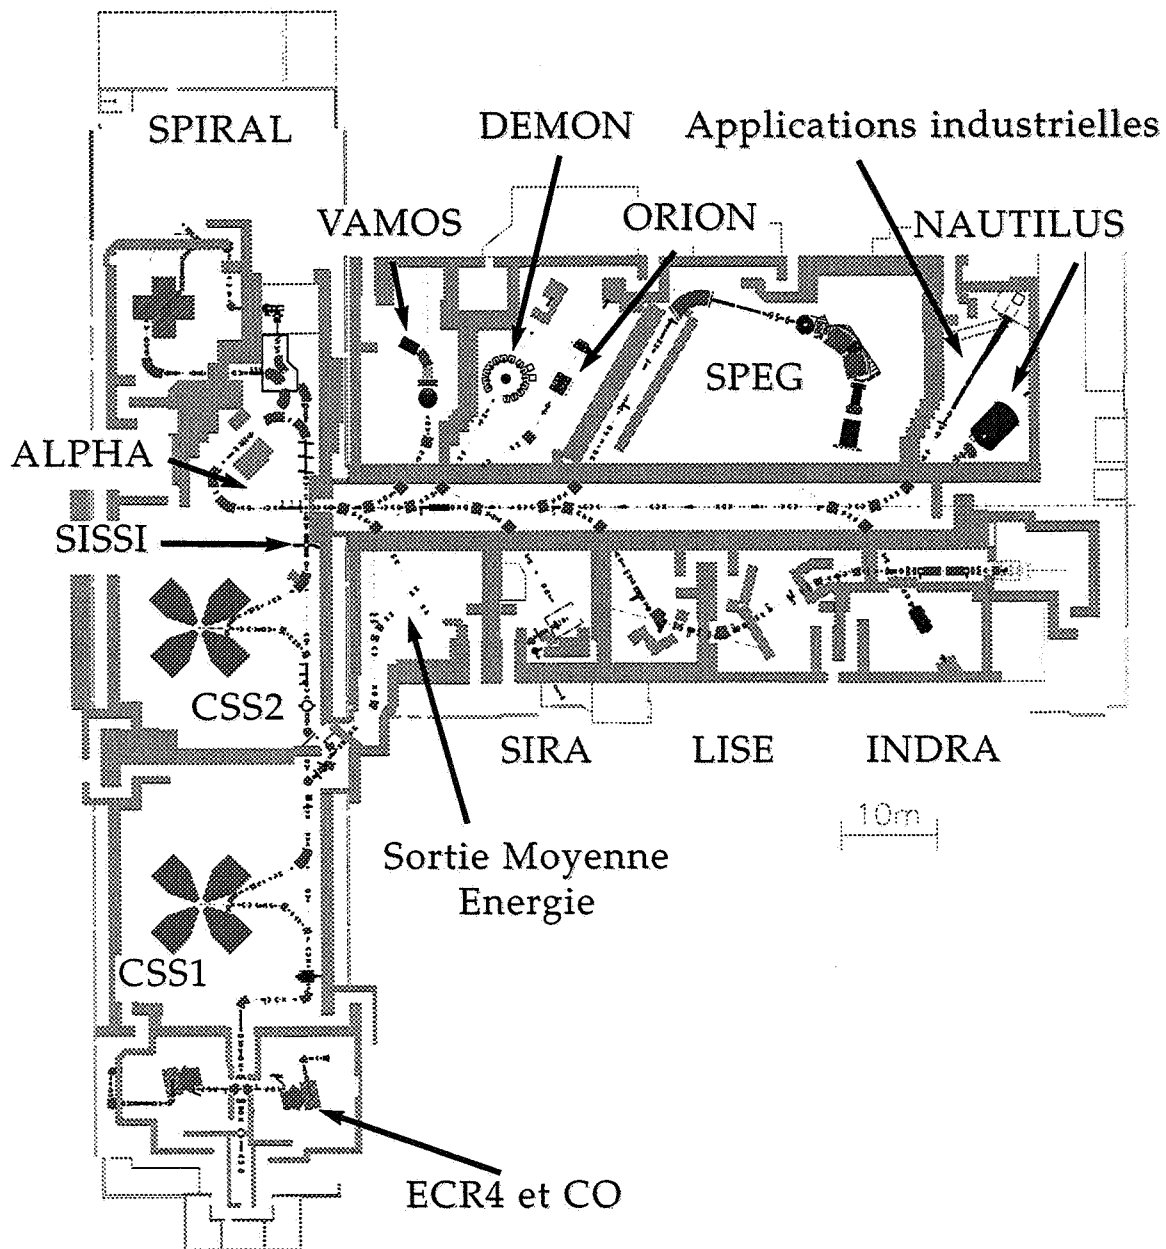 SPIRAL
DEMON
Applications industrielles
VAMOS
ORION
NAUTILUS
SPEG
ALPHA
SISSI
CSS2
SIRA
LISE
INDRA
10m
Sortie Moyenne
Energie
CSS1
ECR4 et CO